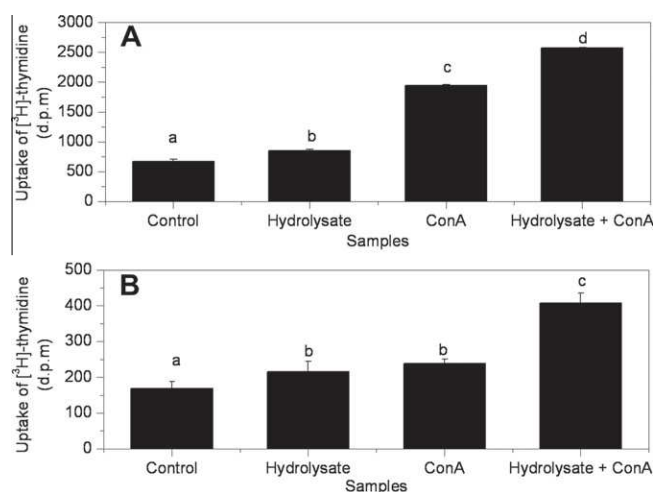 A
Uptake of [³H]-thymidine
(d.p.m)
3000
2500
2000
1500
1000
500
0
a
b
c
d
Control Hydrolysate ConA Hydrolysate + ConA
Samples
B
Uptake of [³H]-thymidine
(d.p.m)
500
400
300
200
100
0
a
b
b
c
Control Hydrolysate ConA Hydrolysate + ConA
Samples